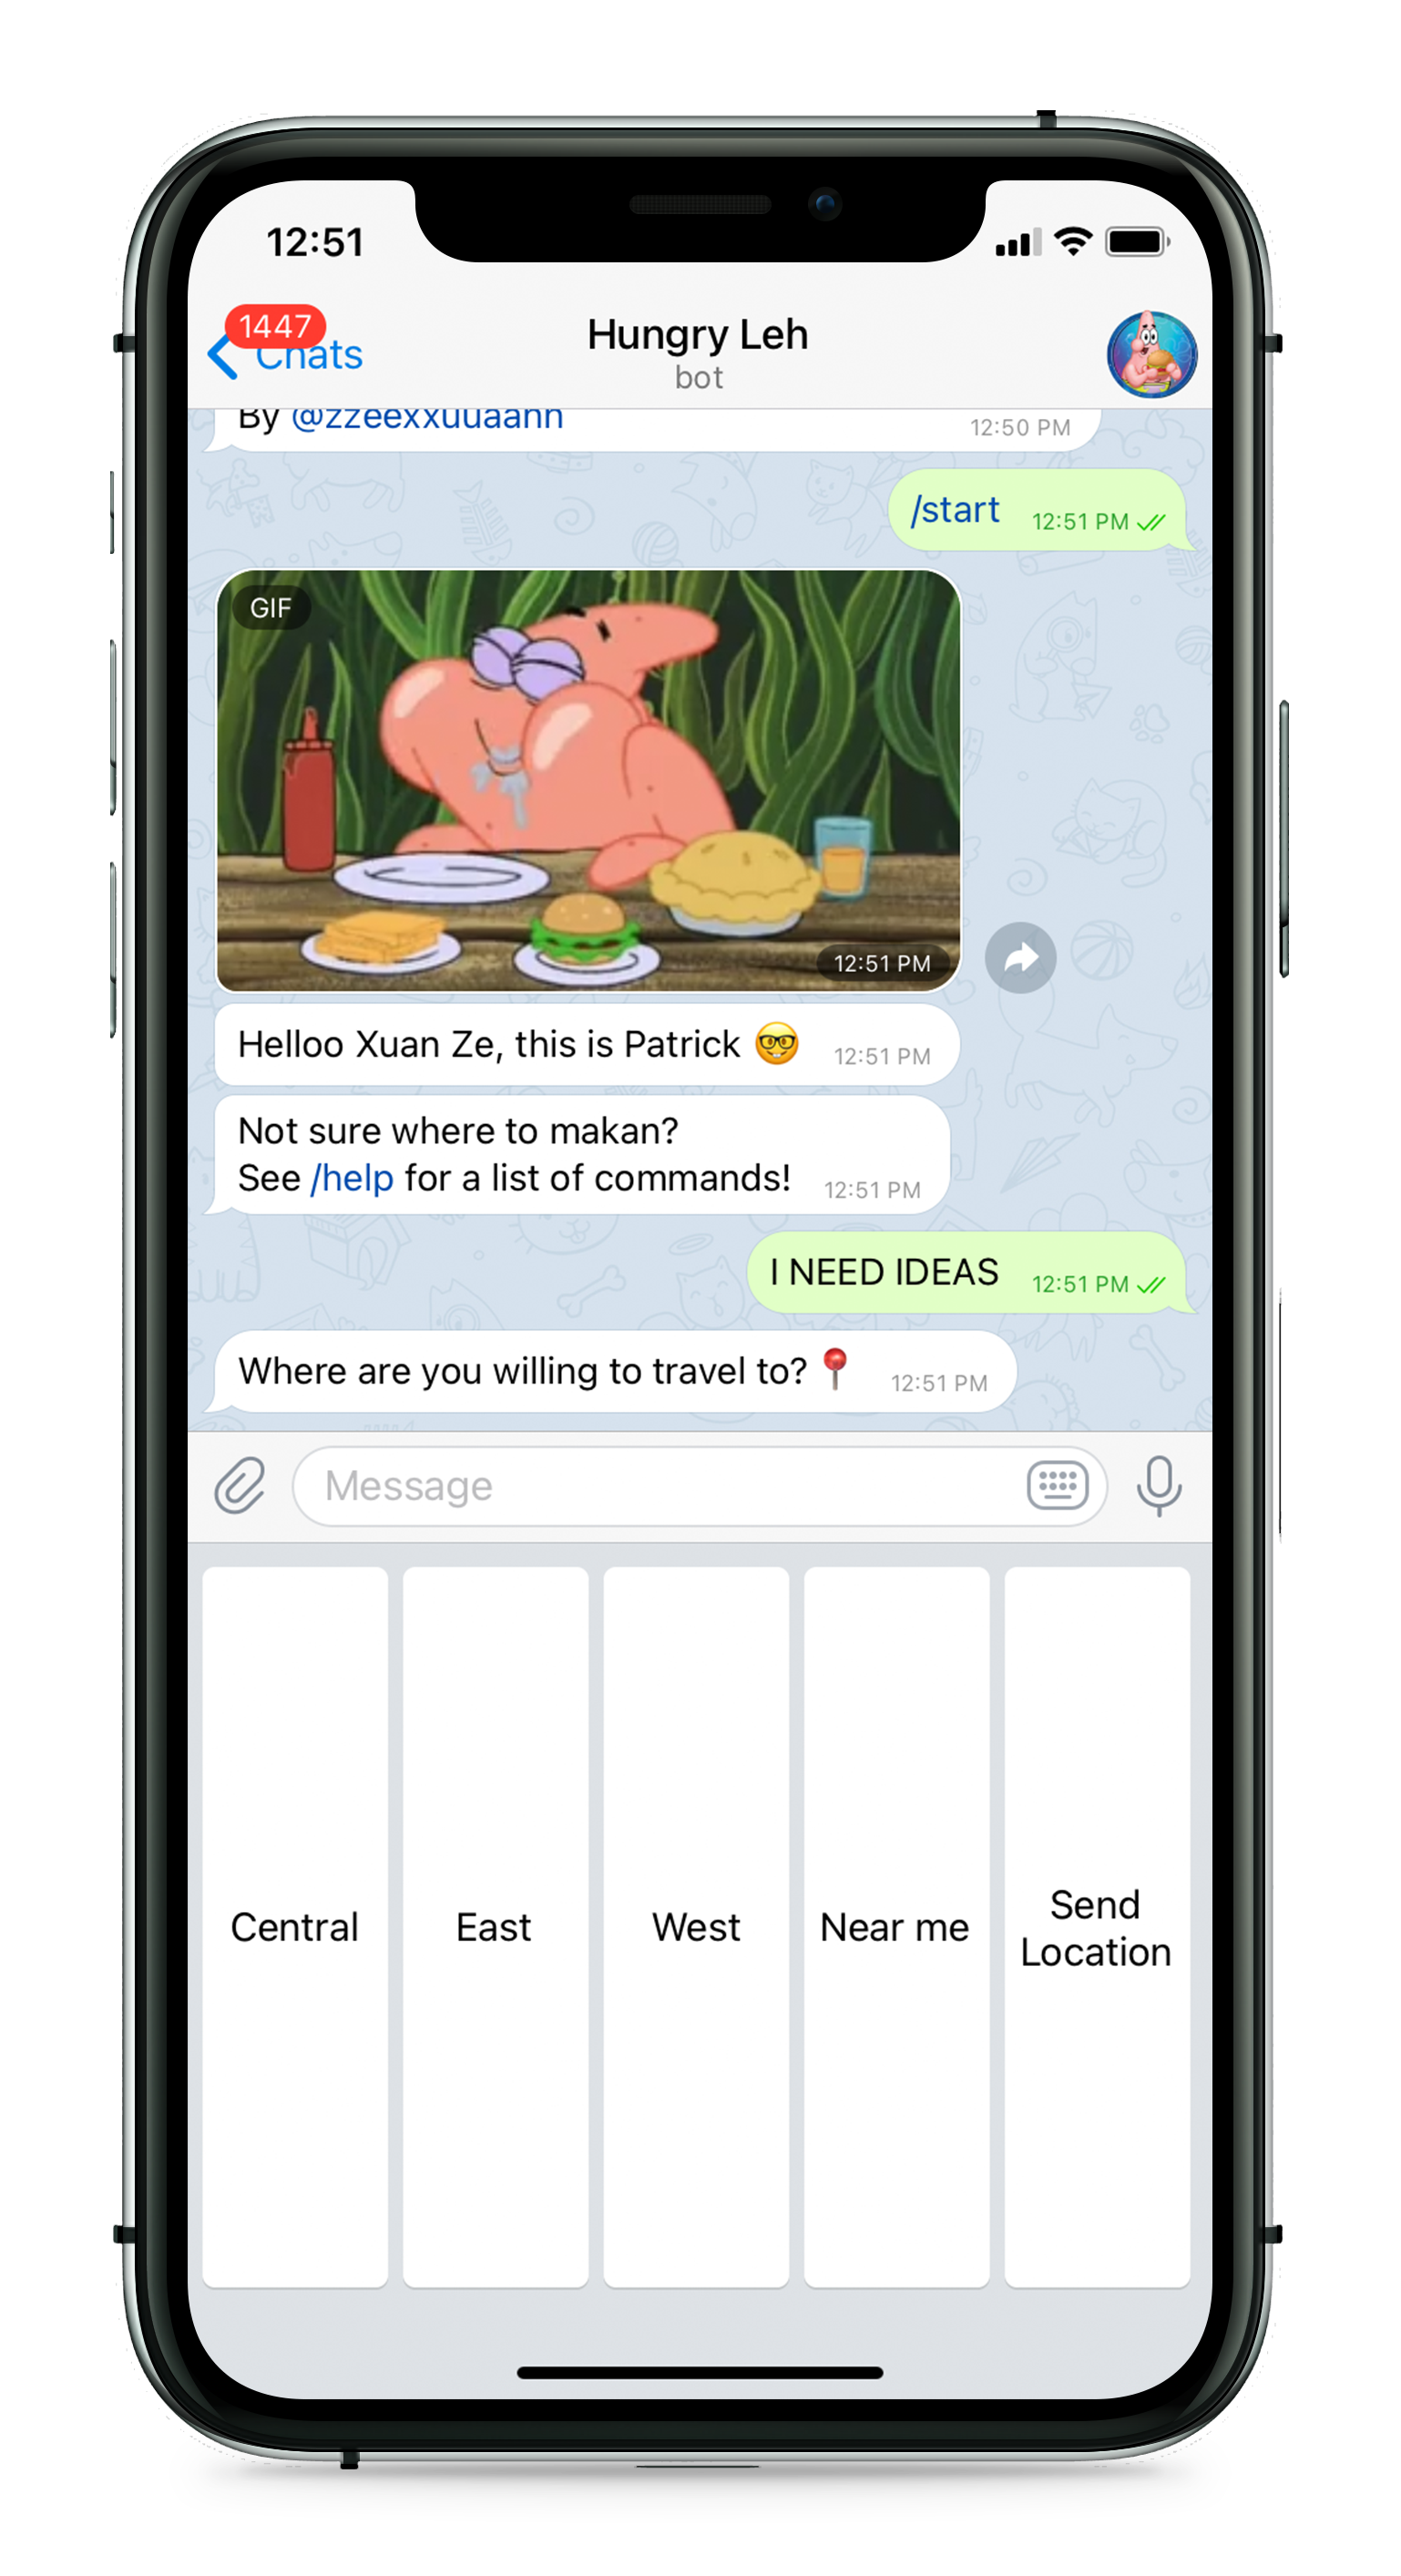 12:51
1447
Chats
Hungry Leh
bot
By @zzeexxuuaann
12:50 PM
/start 12:51 PM
GIF
12:51 PM
Helloo Xuan Ze, this is Patrick 🤓 12:51 PM
Not sure where to makan?
See /help for a list of commands! 12:51 PM
I NEED IDEAS 12:51 PM
Where are you willing to travel to? 📍 12:51 PM
Message
Central
East
West
Near me
Send
Location